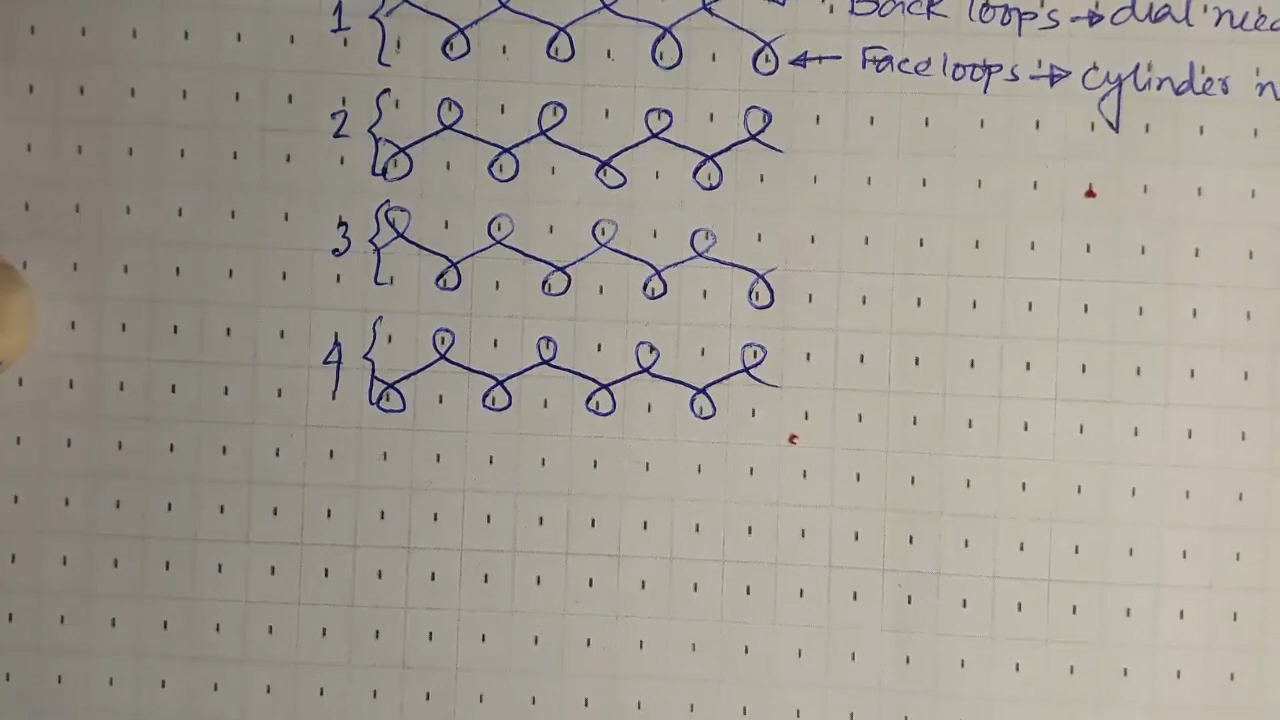 1 Back loops → dial
← Face loops → cylinder
2
3
4